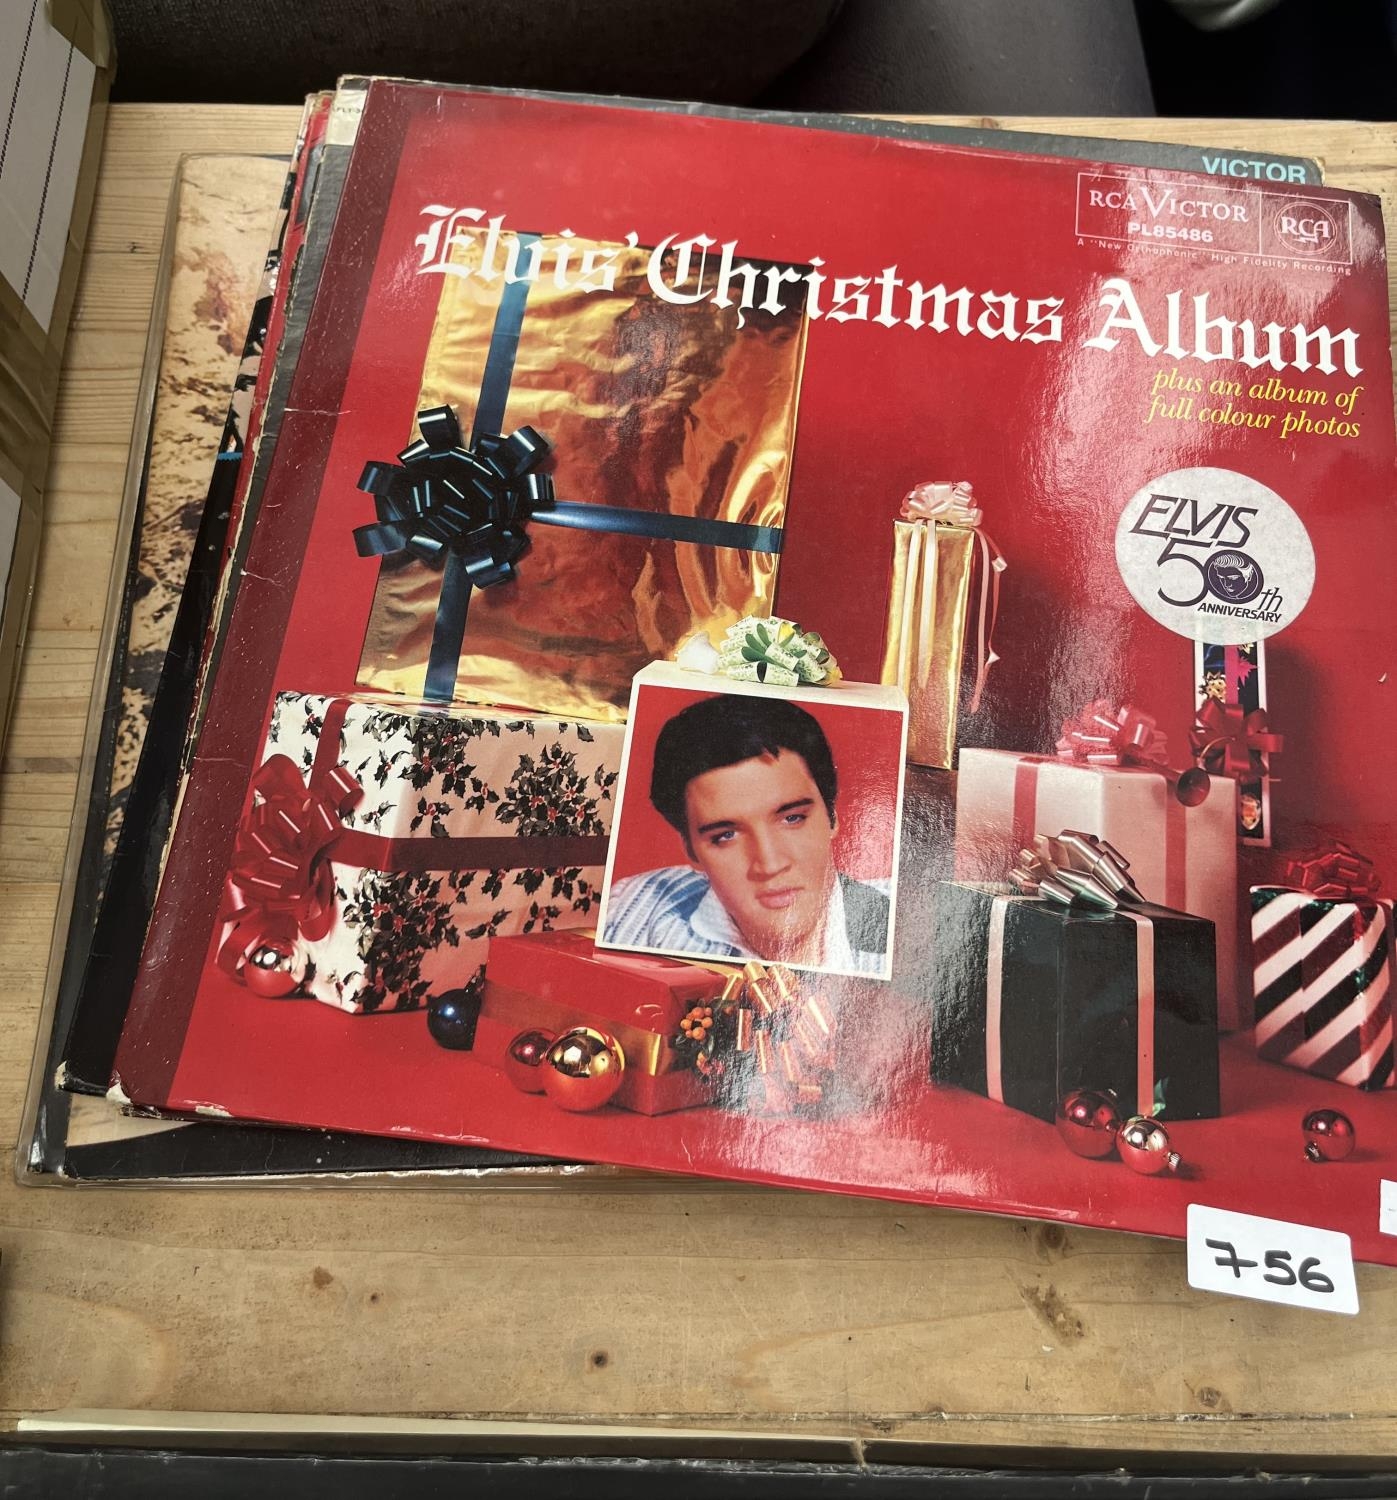 VICTOR
RCA VICTOR
PL85486
RCA
A "New Orthophonic" High Fidelity Recording
Elvis' Christmas Album
plus an album of
full colour photos
ELVIS
50th
ANNIVERSARY
756